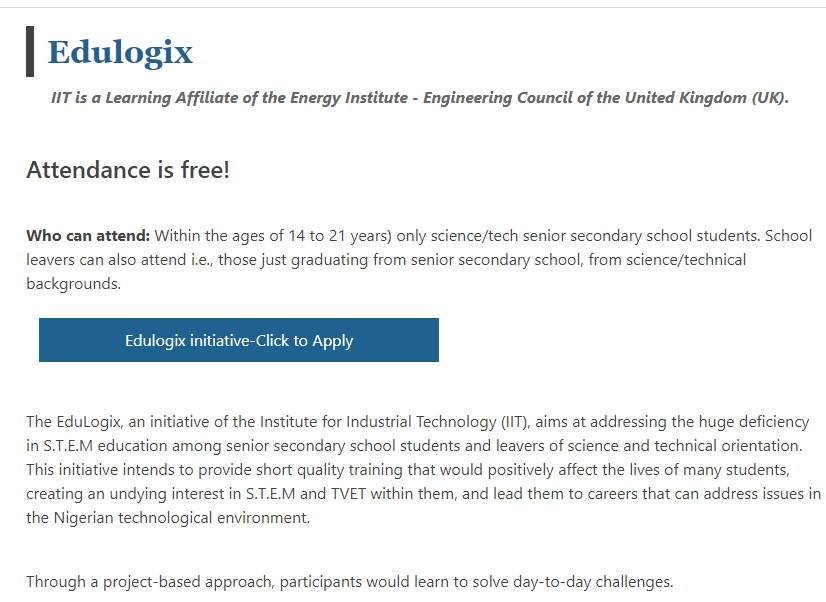 Edulogix
IIT is a Learning Affiliate of the Energy Institute - Engineering Council of the United Kingdom (UK).
Attendance is free!
Who can attend: Within the ages of 14 to 21 years) only science/tech senior secondary school students. School
leavers can also attend i.e., those just graduating from senior secondary school, from science/technical
backgrounds.
Edulogix initiative-Click to Apply
The EduLogix, an initiative of the Institute for Industrial Technology (IIT), aims at addressing the huge deficiency
in S.T.E.M education among senior secondary school students and leavers of science and technical orientation.
This initiative intends to provide short quality training that would positively affect the lives of many students,
creating an undying interest in S.T.E.M and TVET within them, and lead them to careers that can address issues in
the Nigerian technological environment.
Through a project-based approach, participants would learn to solve day-to-day challenges.